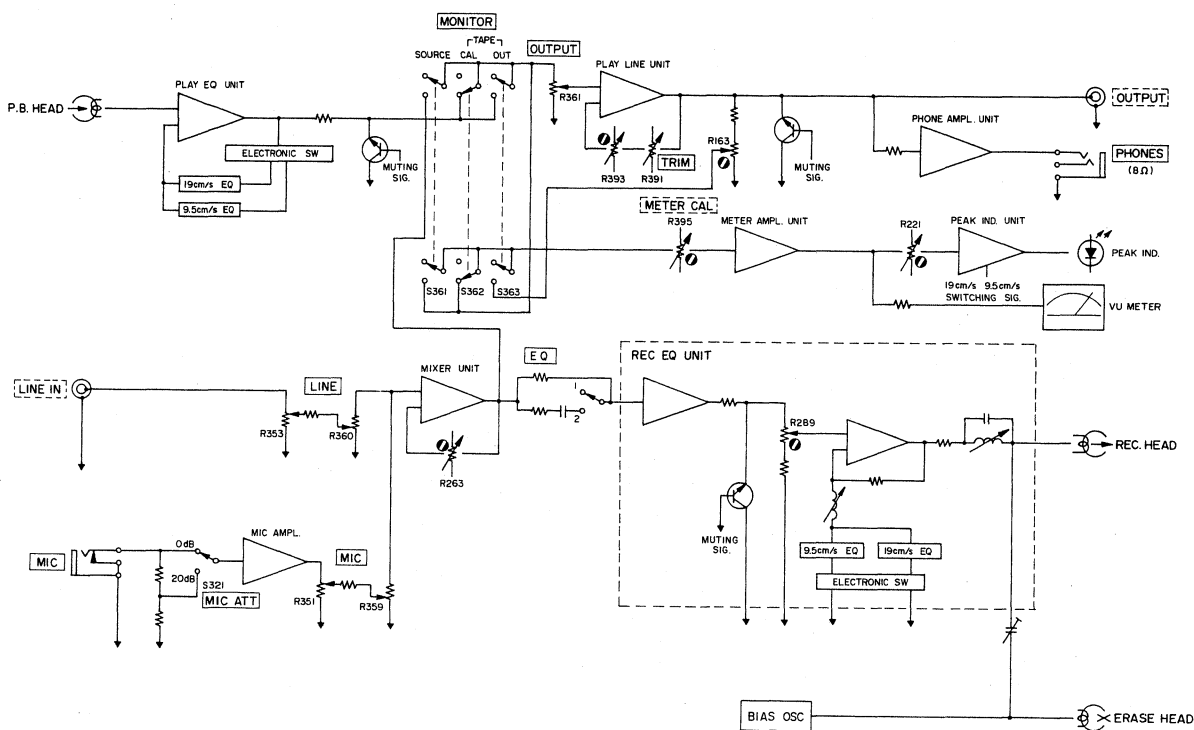 MONITOR
TAPE
SOURCE CAL OUT
OUTPUT
PLAY EQ UNIT
P.B. HEAD
ELECTRONIC SW
19cm/s EQ
9.5cm/s EQ
MUTING
SIG.
R361
PLAY LINE UNIT
R393
R391
TRIM
R163
MUTING
SIG.
OUTPUT
PHONE AMPL. UNIT
PHONES
(8Ω)
METER CAL
R395
METER AMPL. UNIT
R221
PEAK IND. UNIT
PEAK IND.
19cm/s 9.5cm/s
SWITCHING SIG.
VU METER
S361
S362
S363
LINE IN
LINE
R353
R360
MIXER UNIT
R263
EQ
1
2
REC EQ UNIT
MUTING
SIG.
R289
9.5cm/s EQ
19cm/s EQ
ELECTRONIC SW
REC. HEAD
MIC
0dB
20dB
S321
MIC ATT
MIC AMPL.
R351
MIC
R359
BIAS OSC
ERASE HEAD